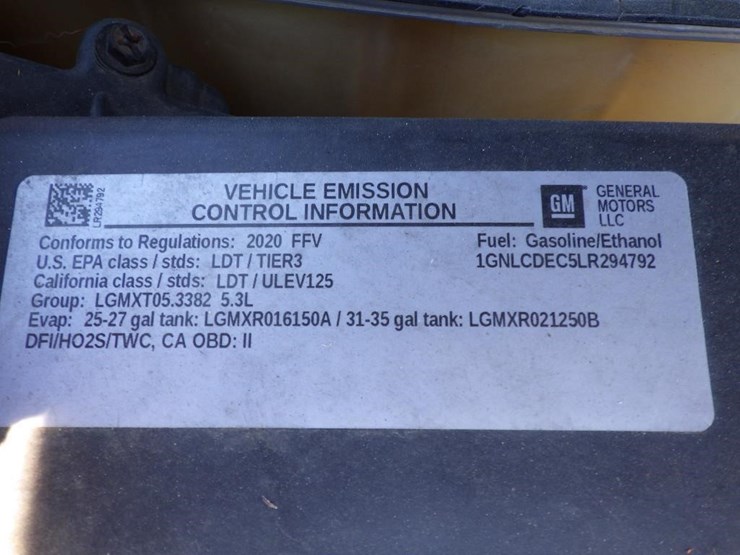 LR294792
VEHICLE EMISSION
CONTROL INFORMATION
GM
GENERAL
MOTORS
LLC
Conforms to Regulations: 2020 FFV
Fuel: Gasoline/Ethanol
U.S. EPA class / stds: LDT / TIER3
1GNLCDEC5LR294792
California class / stds: LDT / ULEV125
Group: LGMXT05.3382 5.3L
Evap: 25-27 gal tank: LGMXR016150A / 31-35 gal tank: LGMXR021250B
DFI/HO2S/TWC, CA OBD: II